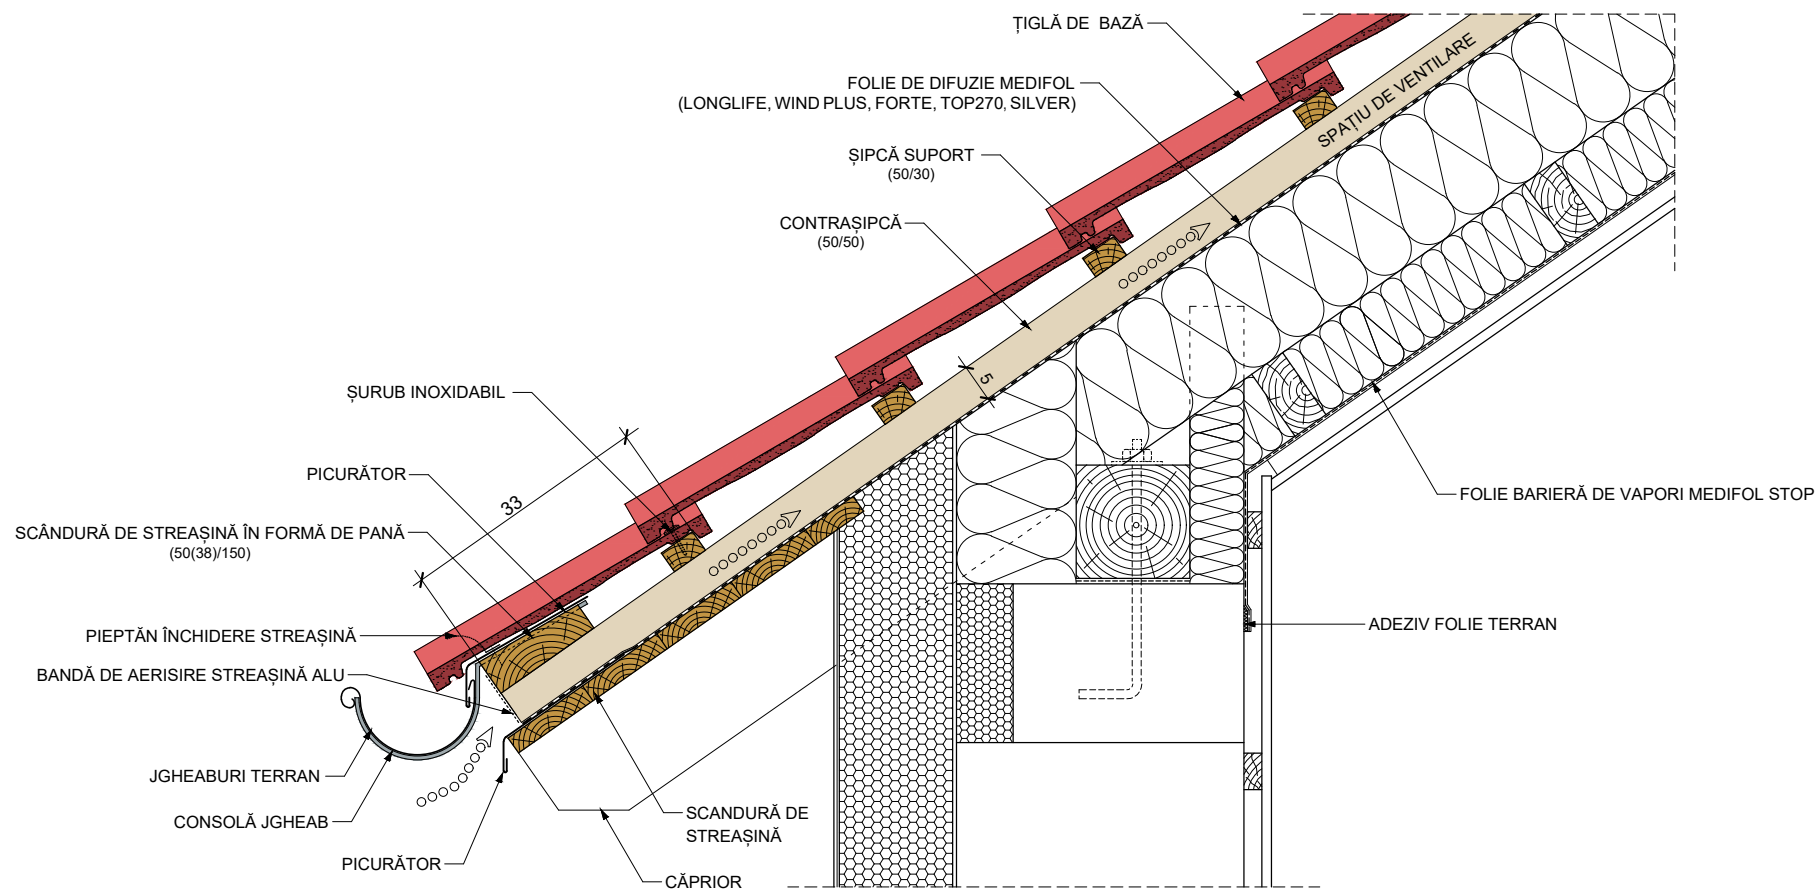 ȚIGLĂ DE BAZĂ
FOLIE DE DIFUZIE MEDIFOL
(LONGLIFE, WIND PLUS, FORTE, TOP270, SILVER)
SPAȚIU DE VENTILARE
ȘIPCĂ SUPORT
(50/30)
CONTRAȘIPCĂ
(50/50)
5
ȘURUB INOXIDABIL
PICURĂTOR
33
SCÂNDURĂ DE STREAȘINĂ ÎN FORMĂ DE PANĂ
(50(38)/150)
FOLIE BARIERĂ DE VAPORI MEDIFOL STOP
PIEPTĂN ÎNCHIDERE STREAȘINĂ
ADEZIV FOLIE TERRAN
BANDĂ DE AERISIRE STREAȘINĂ ALU
JGHEABURI TERRAN
CONSOLĂ JGHEAB
SCANDURĂ DE
STREAȘINĂ
PICURĂTOR
CĂPRIOR